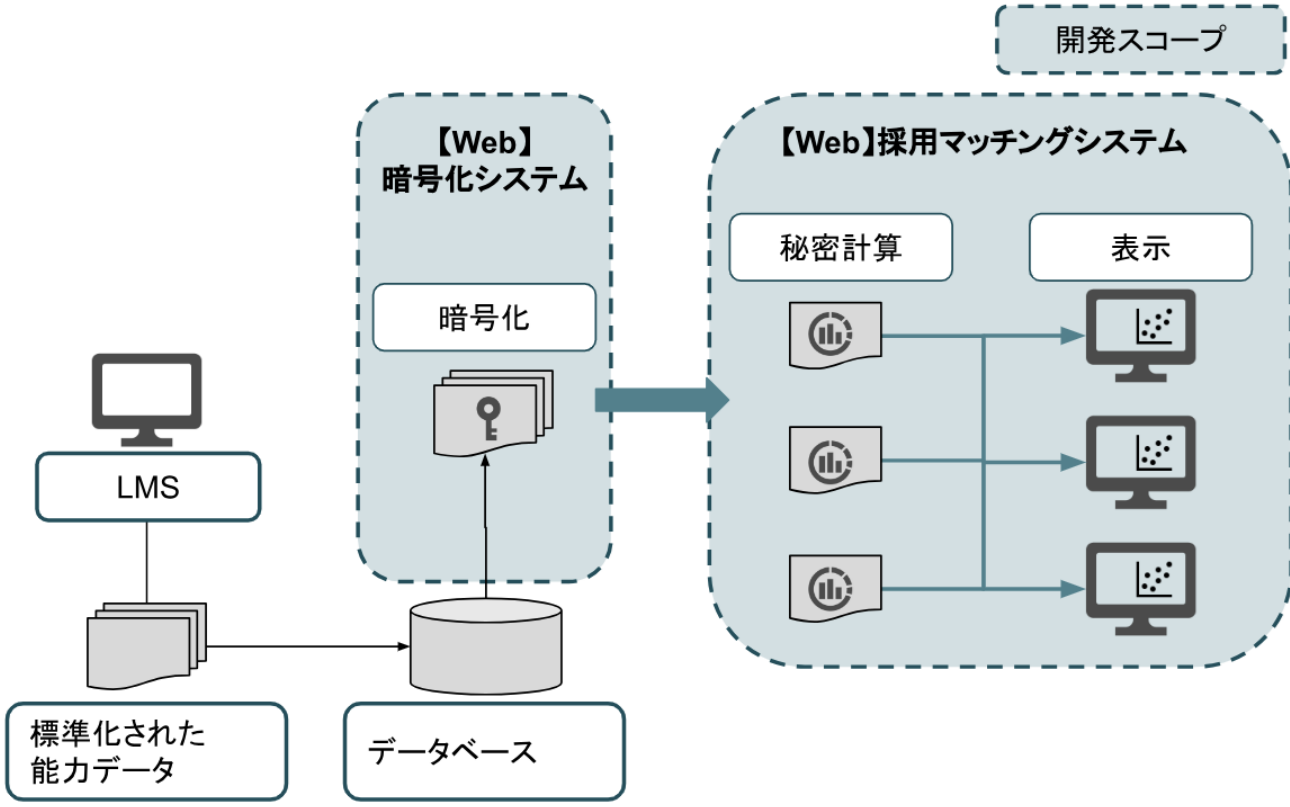 開発スコープ
【Web】
暗号化システム
【Web】採用マッチングシステム
秘密計算
表示
暗号化
LMS
標準化された
能力データ
データベース